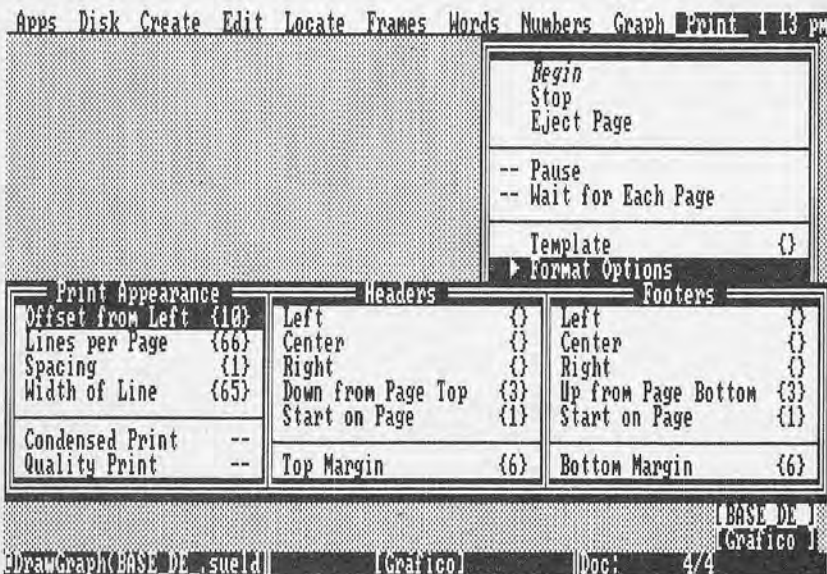 Apps Disk Create Edit Locate Frames Words Numbers Graph Print 1 13 pm
Begin
Stop
Eject Page
-- Pause
-- Wait for Each Page
Template {}
▶ Format Options
Print Appearance
Offset from Left {10}
Lines per Page {66}
Spacing {1}
Width of Line {65}
Condensed Print --
Quality Print --
Headers
Left {}
Center {}
Right {}
Down from Page Top {3}
Start on Page {1}
Top Margin {6}
Footers
Left {}
Center {}
Right {}
Up from Page Bottom {3}
Start on Page {1}
Bottom Margin {6}
[BASE_DE_]
[Grafico ]
@DrawGraph(BASE_DE_.sueld [Grafico] Doc: 4/4